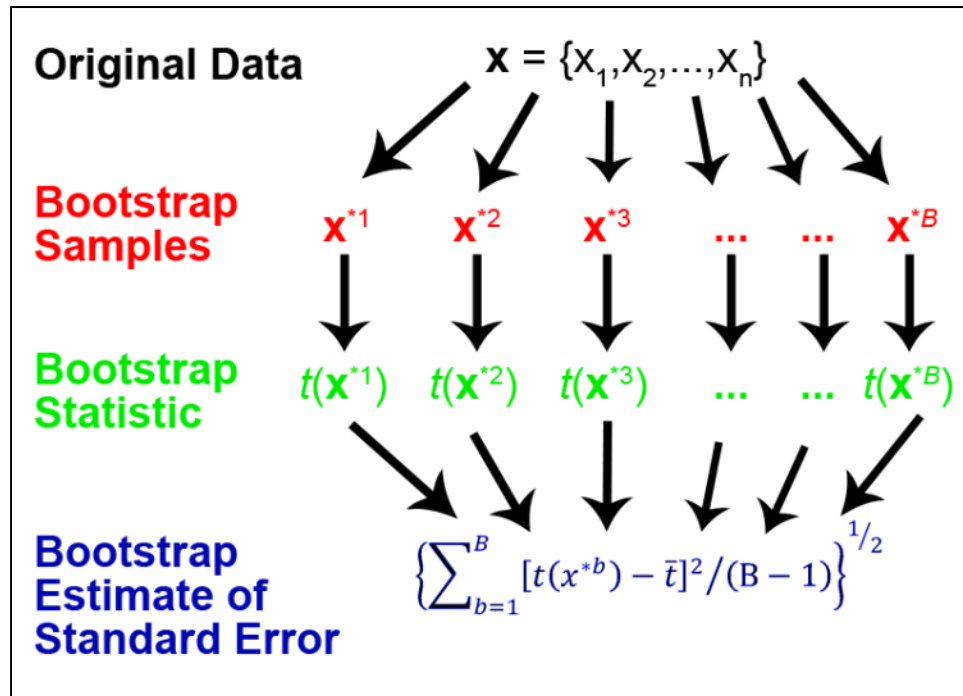 Original Data x = {x₁,x₂,...,xₙ}
Bootstrap
Samples
x*¹ x*² x*³ ... ... x*ᴮ
Bootstrap
Statistic
t(x*¹) t(x*²) t(x*³) ... ... t(x*ᴮ)
Bootstrap
Estimate of
Standard Error
{∑_{b=1}^{B} [t(x*ᵇ) − t̄]²/(B − 1)}^{1/2}